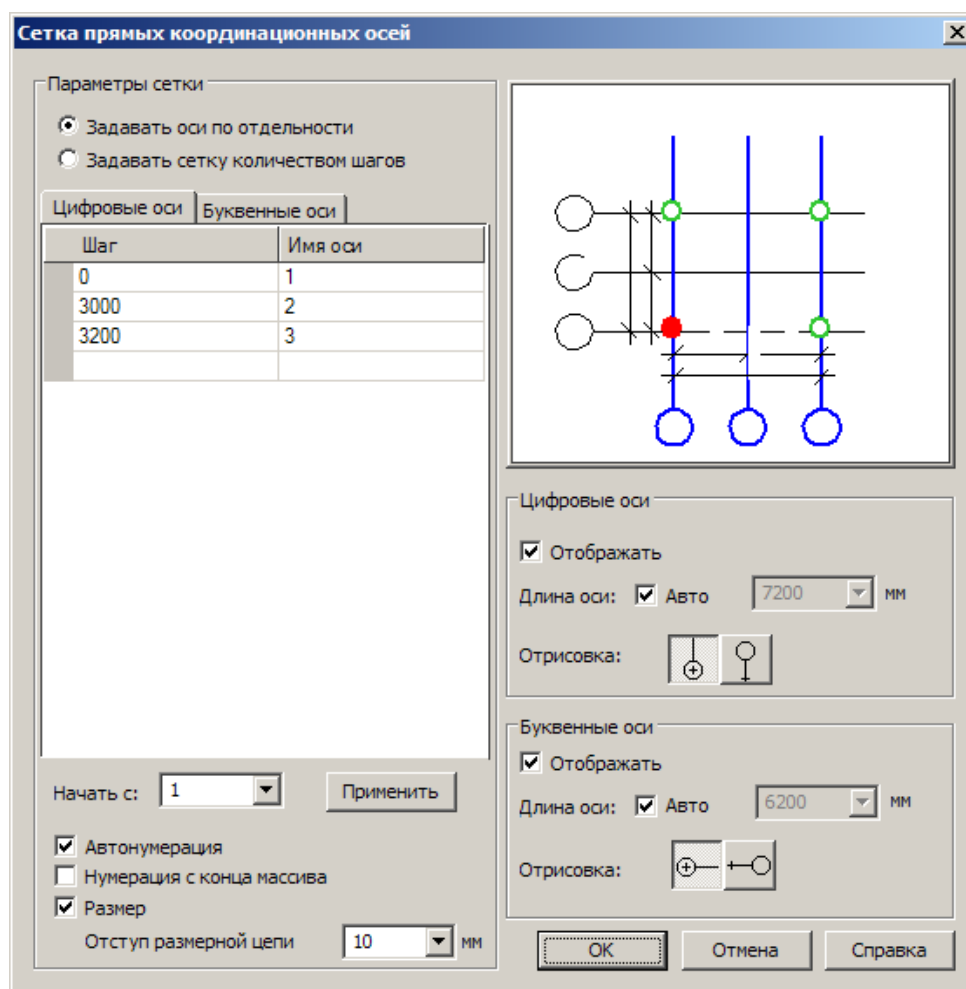 Сетка прямых координационных осей
Параметры сетки
Задавать оси по отдельности
Задавать сетку количеством шагов
Цифровые оси Буквенные оси
Шаг Имя оси
0 1
3000 2
3200 3
Начать с: 1 Применить
Автонумерация
Нумерация с конца массива
Размер
Отступ размерной цепи 10 мм
Цифровые оси
Отображать
Длина оси: Авто 7200 мм
Отрисовка:
Буквенные оси
Отображать
Длина оси: Авто 6200 мм
Отрисовка:
OK Отмена Справка